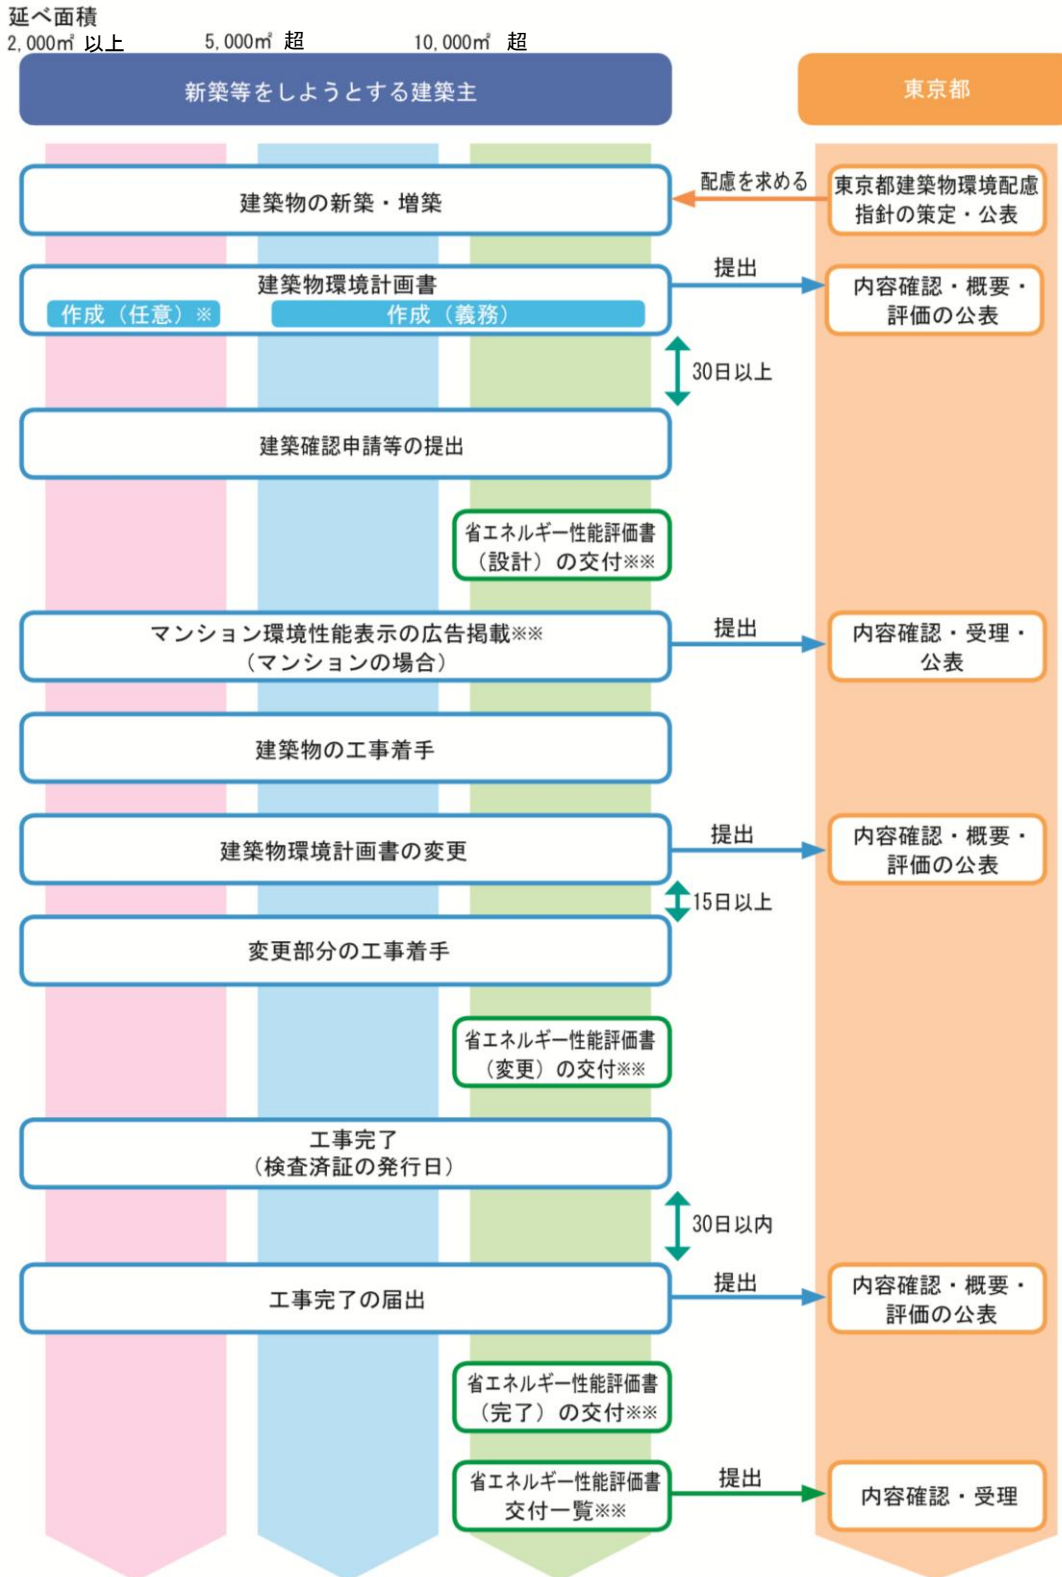 延べ面積
2,000㎡ 以上
5,000㎡ 超
10,000㎡ 超
新築等をしようとする建築主
東京都
建築物の新築・増築
配慮を求める
東京都建築物環境配慮
指針の策定・公表
建築物環境計画書
作成（任意）※
作成（義務）
提出
内容確認・概要・
評価の公表
30日以上
建築確認申請等の提出
省エネルギー性能評価書
（設計）の交付※※
マンション環境性能表示の広告掲載※※
（マンションの場合）
提出
内容確認・受理・
公表
建築物の工事着手
建築物環境計画書の変更
提出
内容確認・概要・
評価の公表
15日以上
変更部分の工事着手
省エネルギー性能評価書
（変更）の交付※※
工事完了
（検査済証の発行日）
30日以内
工事完了の届出
提出
内容確認・概要・
評価の公表
省エネルギー性能評価書
（完了）の交付※※
省エネルギー性能評価書
交付一覧※※
提出
内容確認・受理